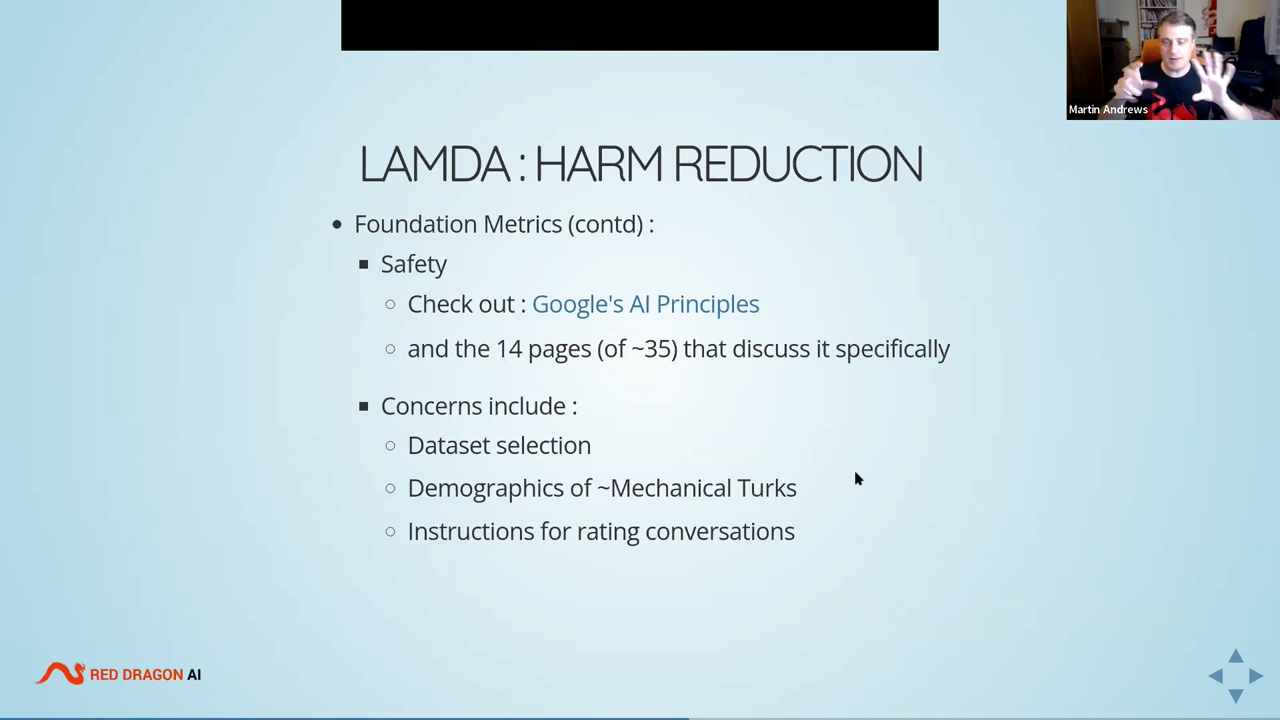 Martin Andrews
LAMDA : HARM REDUCTION
Foundation Metrics (contd) :
Safety
Check out : Google's AI Principles
and the 14 pages (of ~35) that discuss it specifically
Concerns include :
Dataset selection
Demographics of ~Mechanical Turks
Instructions for rating conversations
RED DRAGON AI